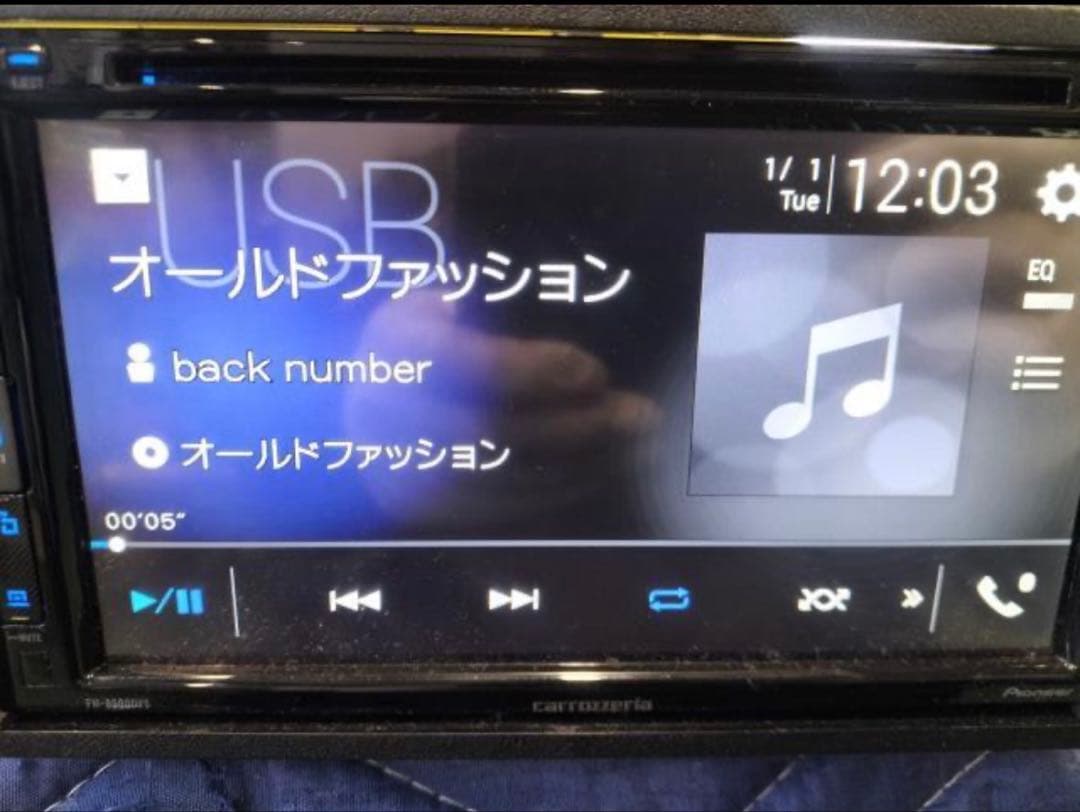 USB
1/ 1
Tue
12:03
オールドファッション
EQ
back number
オールドファッション
00'05"
carrozzeria
Pioneer